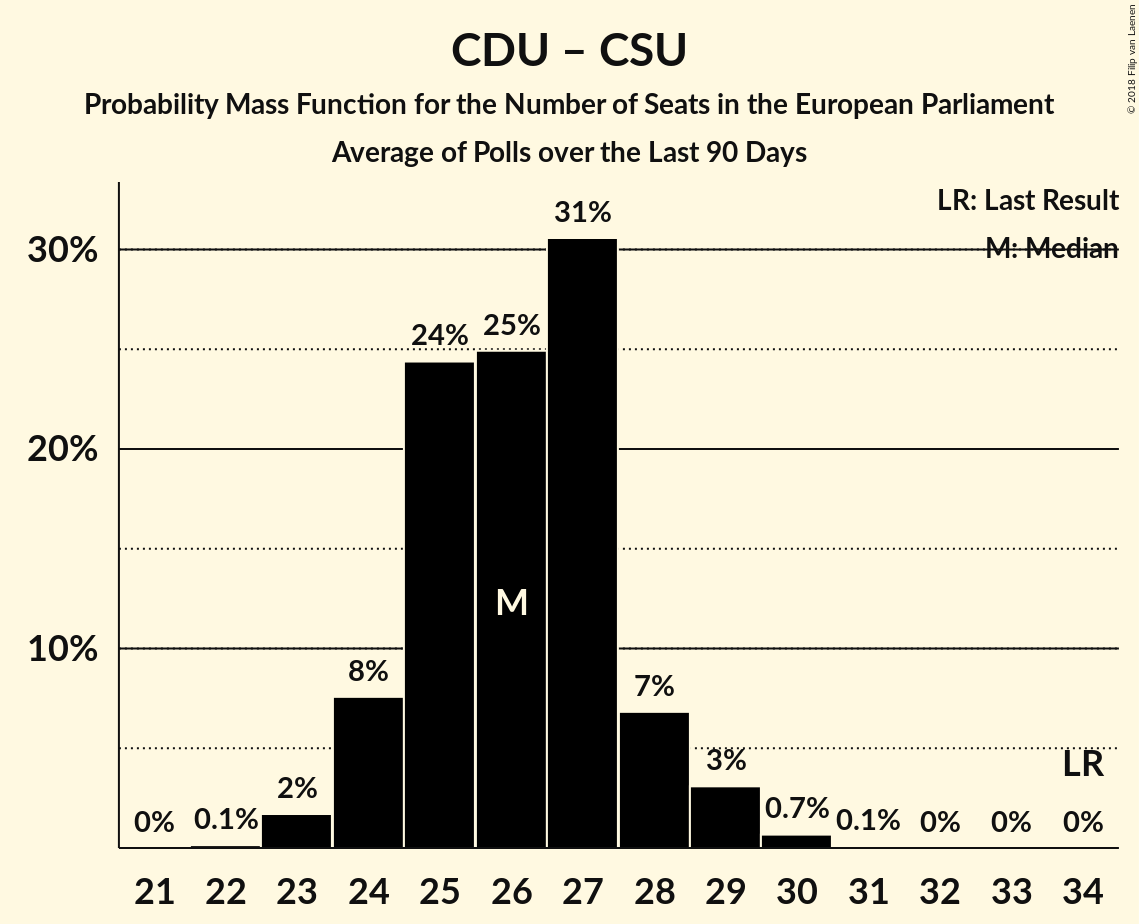 CDU – CSU
Probability Mass Function for the Number of Seats in the European Parliament
Average of Polls over the Last 90 Days
© 2018 Filip van Laenen
LR: Last Result
M: Median
30%
20%
10%
0%
0.1%
2%
8%
24%
25%
31%
7%
3%
0.7%
0.1%
0%
0%
0%
M
LR
21 22 23 24 25 26 27 28 29 30 31 32 33 34